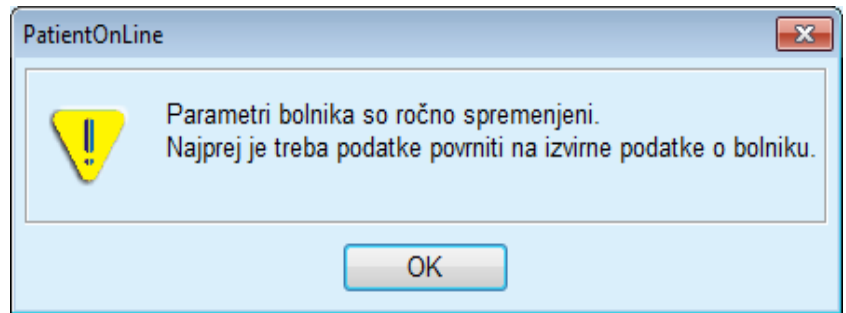 PatientOnLine
Parametri bolnika so ročno spremenjeni.
Najprej je treba podatke povrniti na izvirne podatke o bolniku.
OK